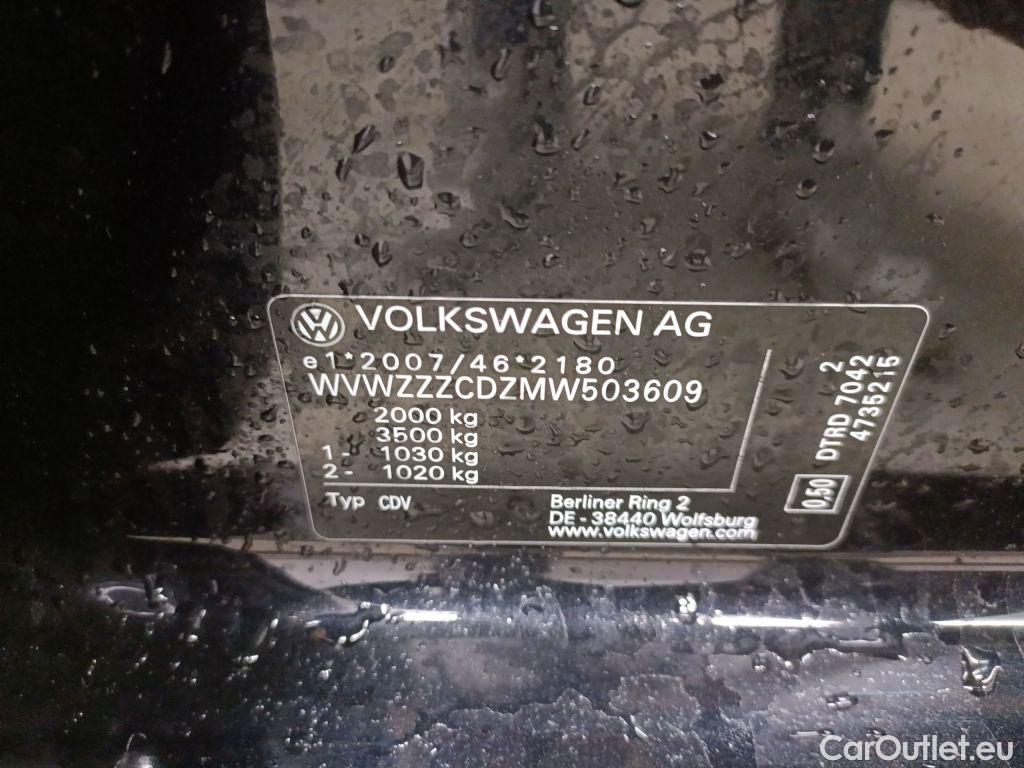 VOLKSWAGEN AG
e1*2007/46*2180
WVWZZZCDZMW503609
2000 kg
3500 kg
1 - 1030 kg
2 - 1020 kg
Typ CDV
Berliner Ring 2
DE - 38440 Wolfsburg
www.volkswagen.com
0,50
DTRD 7042 2
4735215
CarOutlet.eu